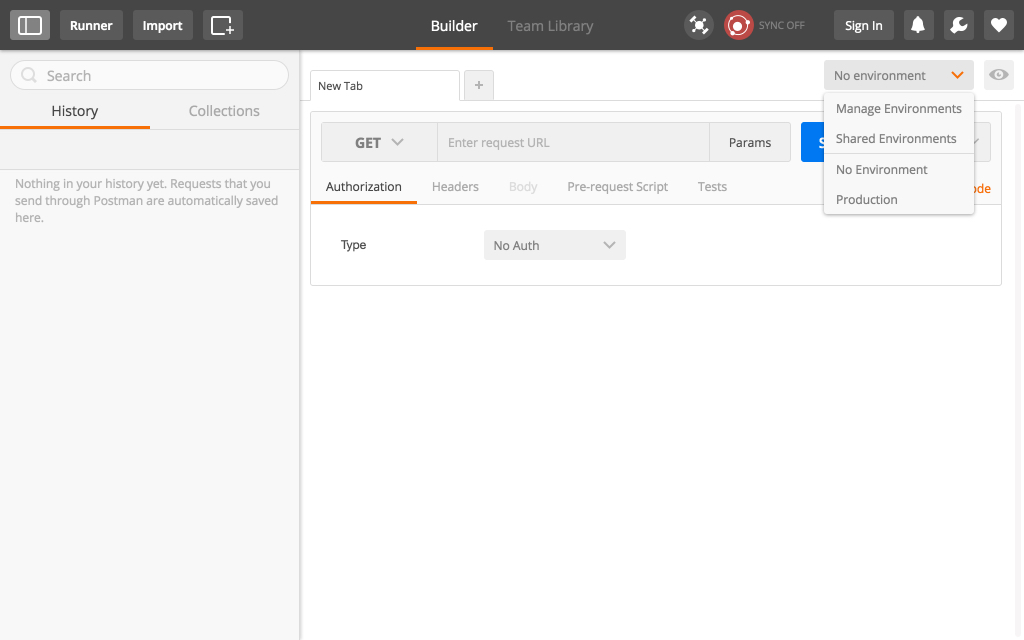 Runner
Import
Builder
Team Library
SYNC OFF
Sign In
Search
History
Collections
Nothing in your history yet. Requests that you
send through Postman are automatically saved
here.
New Tab
+
No environment
Manage Environments
Shared Environments
No Environment
Production
GET
Enter request URL
Params
S
Authorization
Headers
Body
Pre-request Script
Tests
ode
Type
No Auth